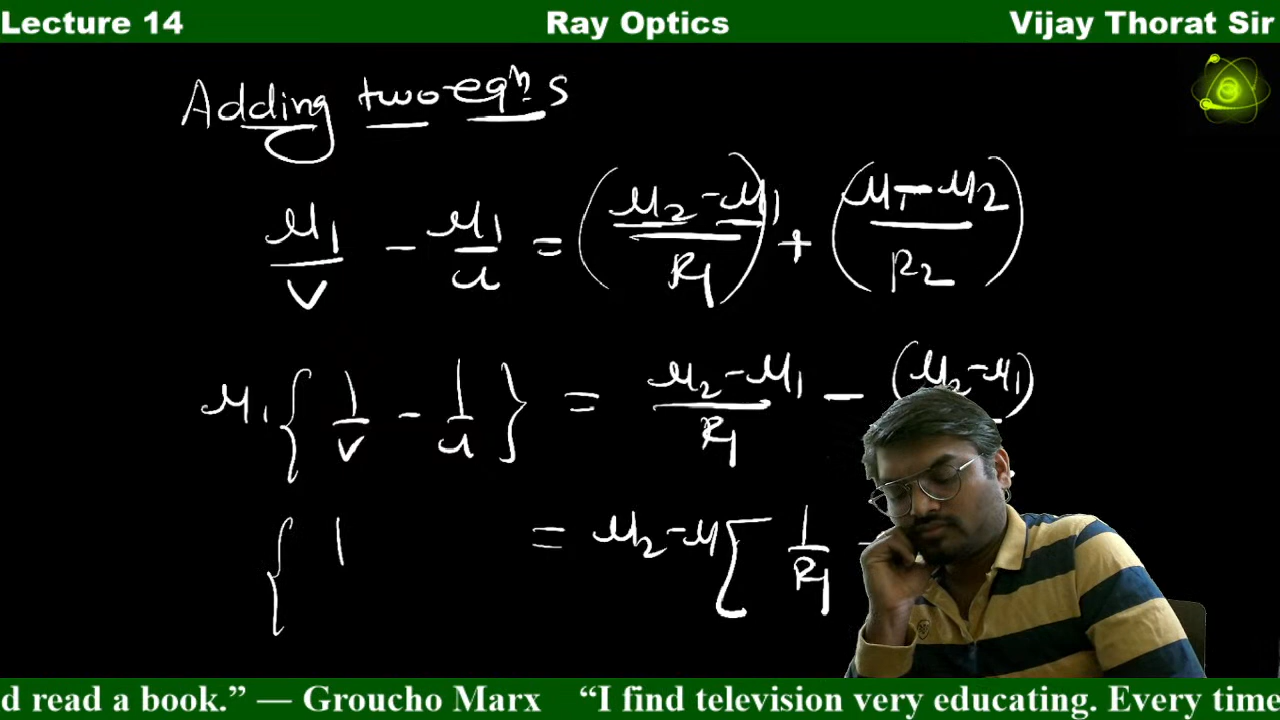 Lecture 14 Ray Optics Vijay Thorat Sir
Adding two eqⁿs
μ₁/v - μ₁/u = ((μ₂ - μ₁)/R₁) + ((μ₁ - μ₂)/R₂)
μ₁ { 1/v - 1/u } = (μ₂ - μ₁)/R₁ - (μ₂ - μ₁)
{ 1 = μ₂ - μ₁ [ 1/R₁ -
d read a book.” — Groucho Marx “I find television very educating. Every time